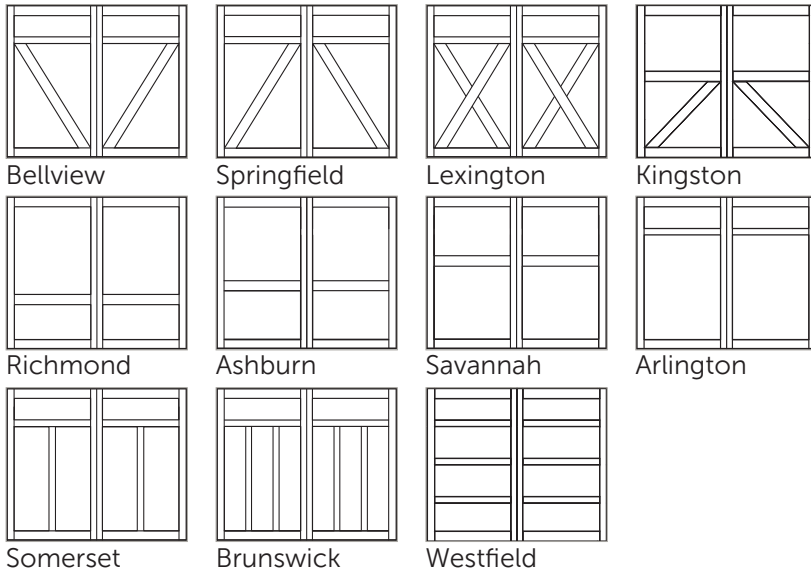 Bellview
Springfield
Lexington
Kingston
Richmond
Ashburn
Savannah
Arlington
Somerset
Brunswick
Westfield